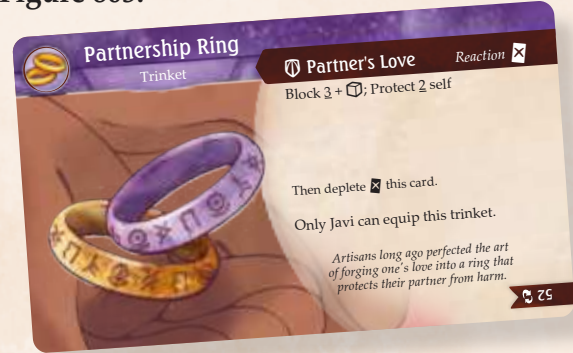 Partnership Ring
Trinket
Partner's Love
Reaction
Block 3 + ; Protect 2 self
Then deplete this card.
Only Javi can equip this trinket.
Artisans long ago perfected the art
of forging one's love into a ring that
protects their partner from harm.
52